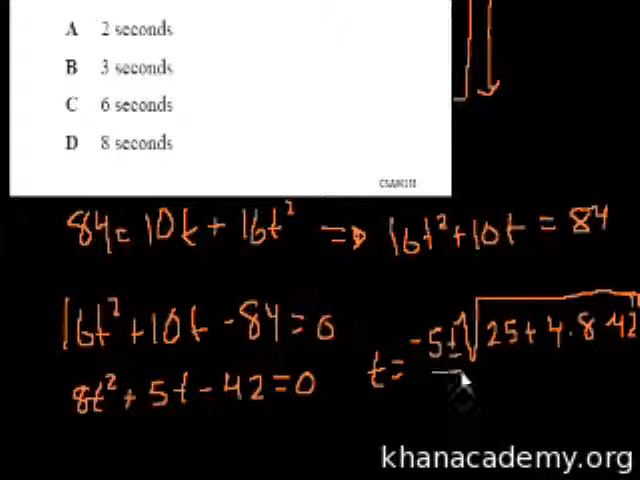 A 2 seconds
B 3 seconds
C 6 seconds
D 8 seconds
84 = 10t + 16t² => 16t² + 10t = 84
16t² + 10t - 84 = 0
8t² + 5t - 42 = 0
t = -5 ± √25 + 4 · 8 · 42
khanacademy.org